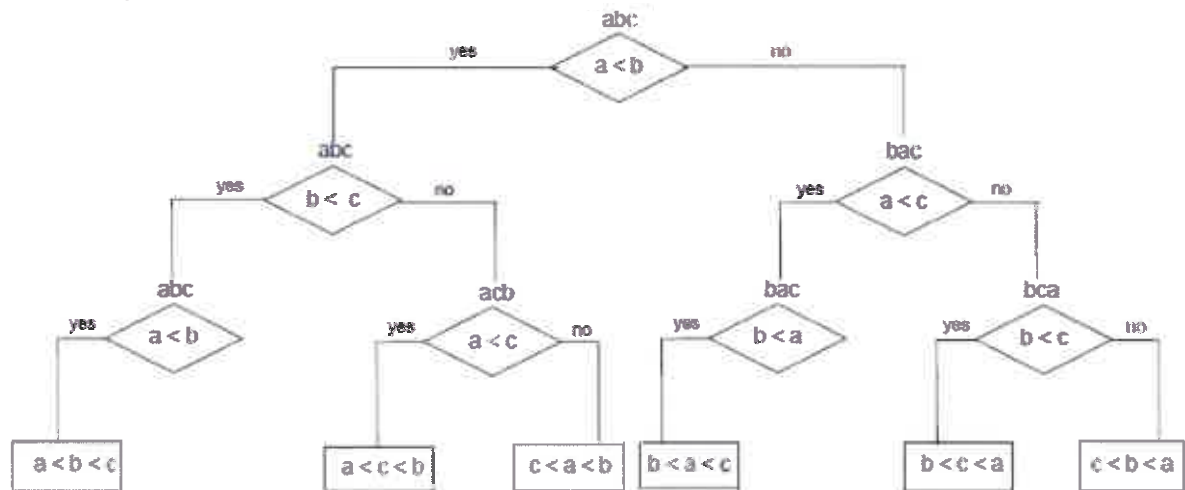 abc
yes
a < b
no
abc
bac
yes
b < c
no
yes
a < c
no
abc
acb
bac
bca
yes
a < b
yes
a < c
no
yes
b < a
yes
b < c
no
a < b < c
a < c < b
c < a < b
b < a < c
b < c < a
c < b < a